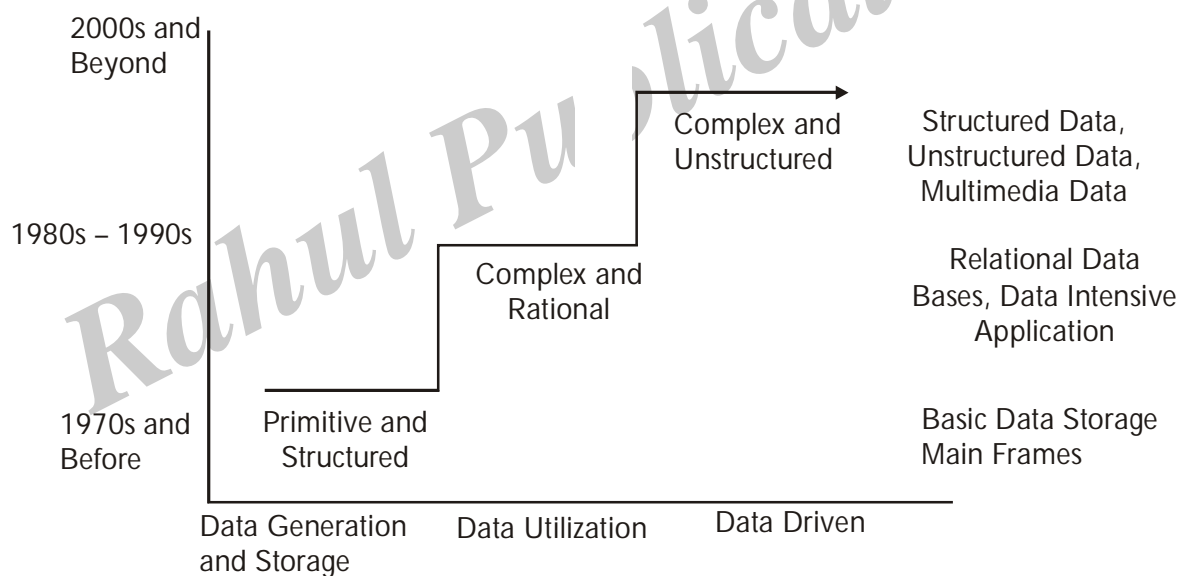 2000s and
Beyond
Complex and
Unstructured
Structured Data,
Unstructured Data,
Multimedia Data
1980s – 1990s
Complex and
Rational
Relational Data
Bases, Data Intensive
Application
1970s and
Before
Primitive and
Structured
Basic Data Storage
Main Frames
Data Generation
and Storage
Data Utilization
Data Driven
Rahul Pu lica